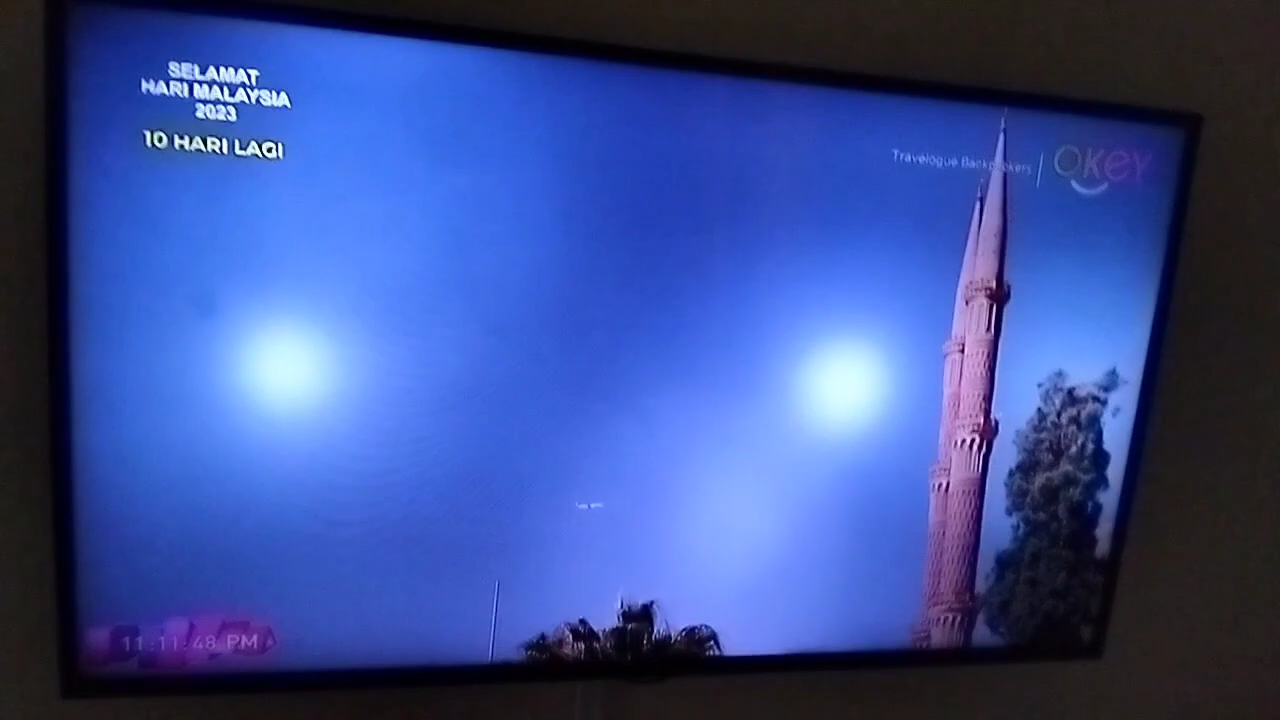 SELAMAT
HARI MALAYSIA
2023
10 HARI LAGI
Travelogue Backpackers
OKEY
11:11:48 PM